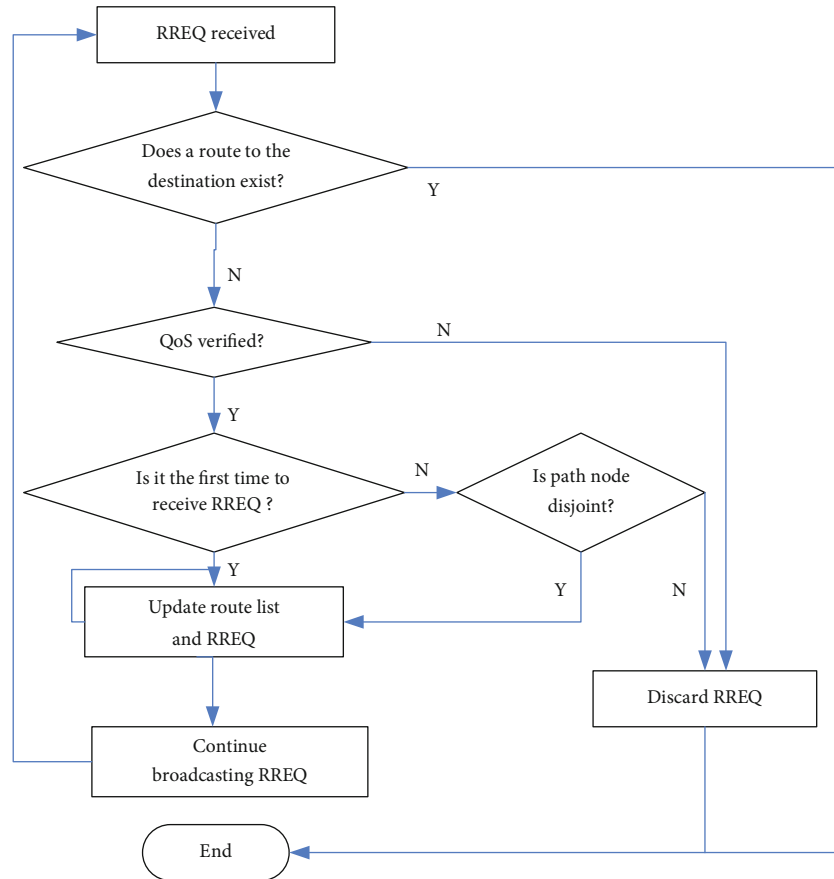 RREQ received
Does a route to the
destination exist?
Y
N
QoS verified?
N
Y
Is it the first time to
receive RREQ ?
N
Is path node
disjoint?
Y
Y
N
Update route list
and RREQ
Discard RREQ
Continue
broadcasting RREQ
End